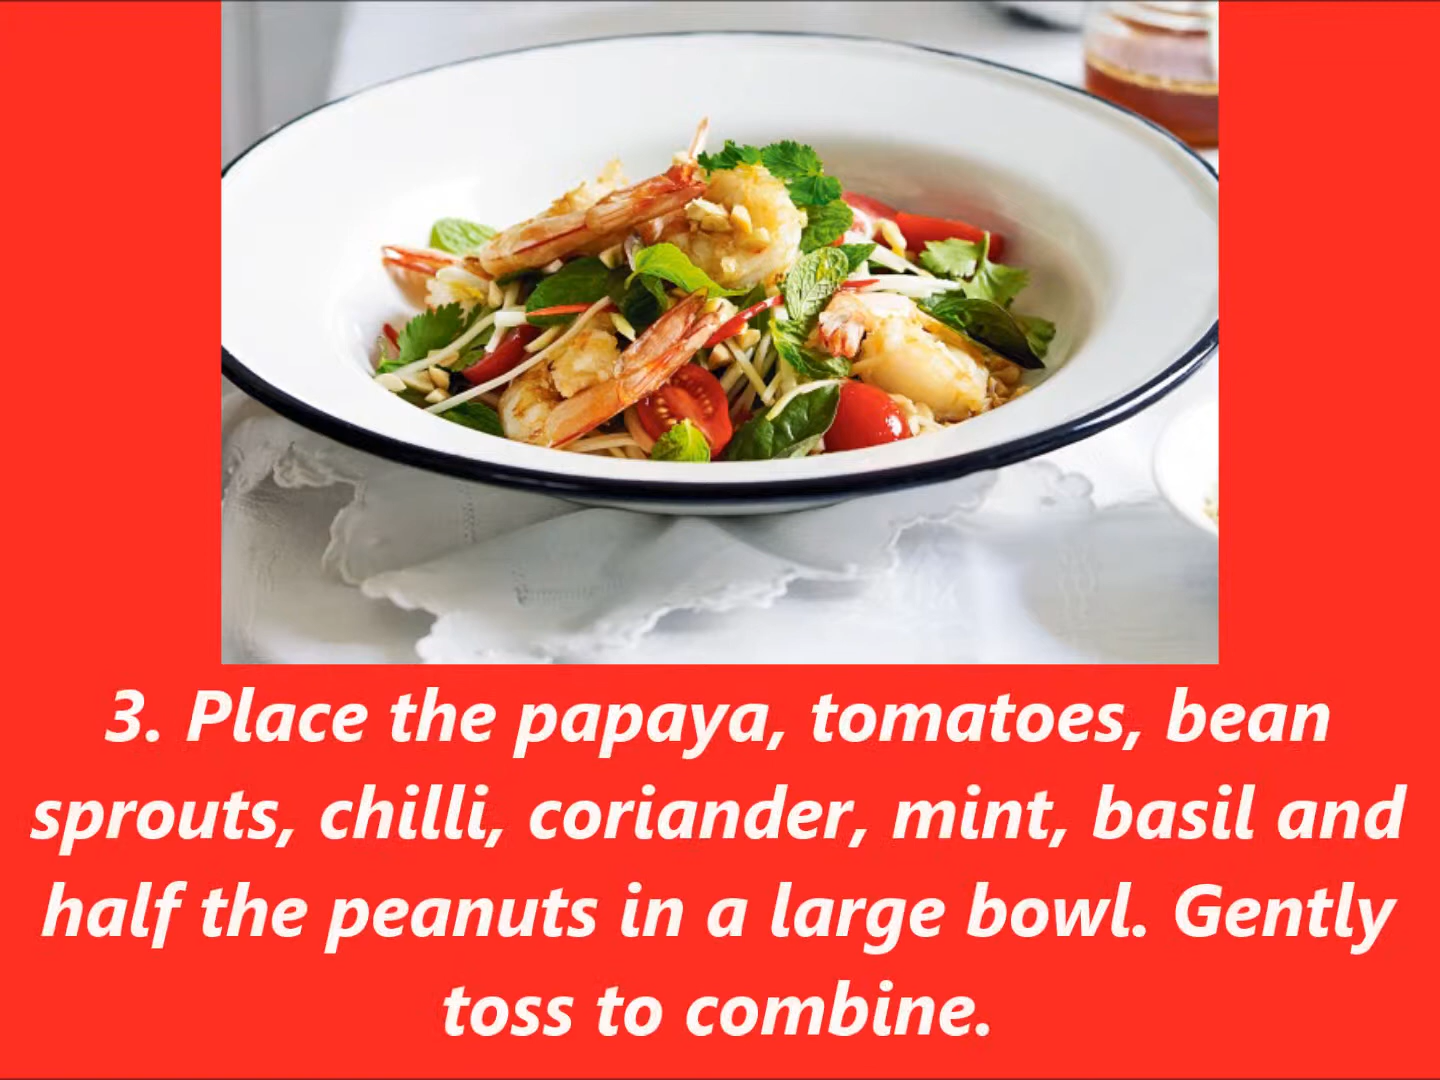 3. Place the papaya, tomatoes, bean
sprouts, chilli, coriander, mint, basil and
half the peanuts in a large bowl. Gently
toss to combine.